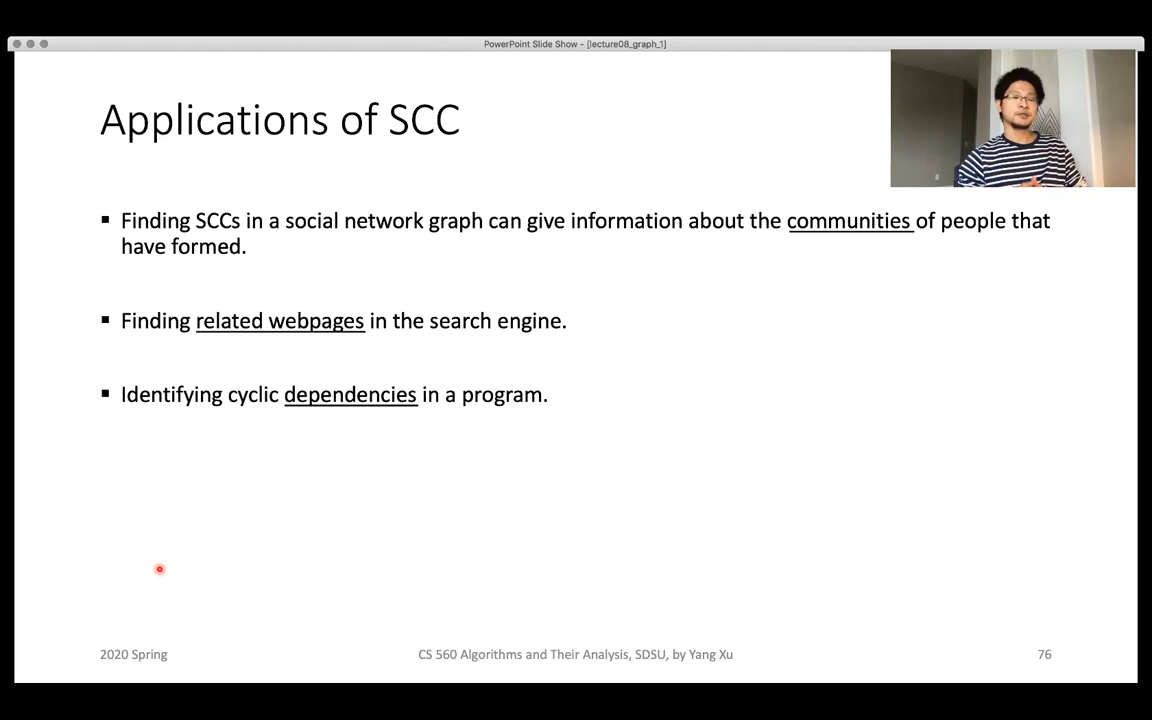 PowerPoint Slide Show - [lecture08_graph_1]
Applications of SCC
▪ Finding SCCs in a social network graph can give information about the communities of people that
have formed.
▪ Finding related webpages in the search engine.
▪ Identifying cyclic dependencies in a program.
2020 Spring
CS 560 Algorithms and Their Analysis, SDSU, by Yang Xu
76